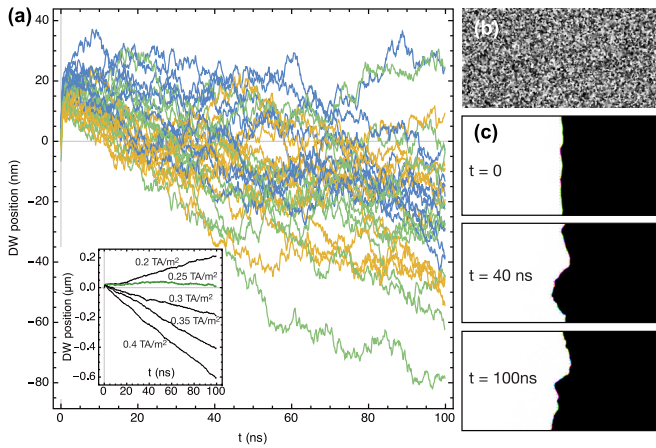 (a)
40
20
0
−20
−40
−60
−80
DW position (nm)
0
20
40
60
80
100
t (ns)
0.2
0.0
−0.2
−0.4
−0.6
DW position (μm)
0.2 TA/m²
0.25 TA/m²
0.3 TA/m²
0.35 TA/m²
0.4 TA/m²
t (ns)
0 20 40 60 80 100
(b)
(c)
t = 0
t = 40 ns
t = 100ns